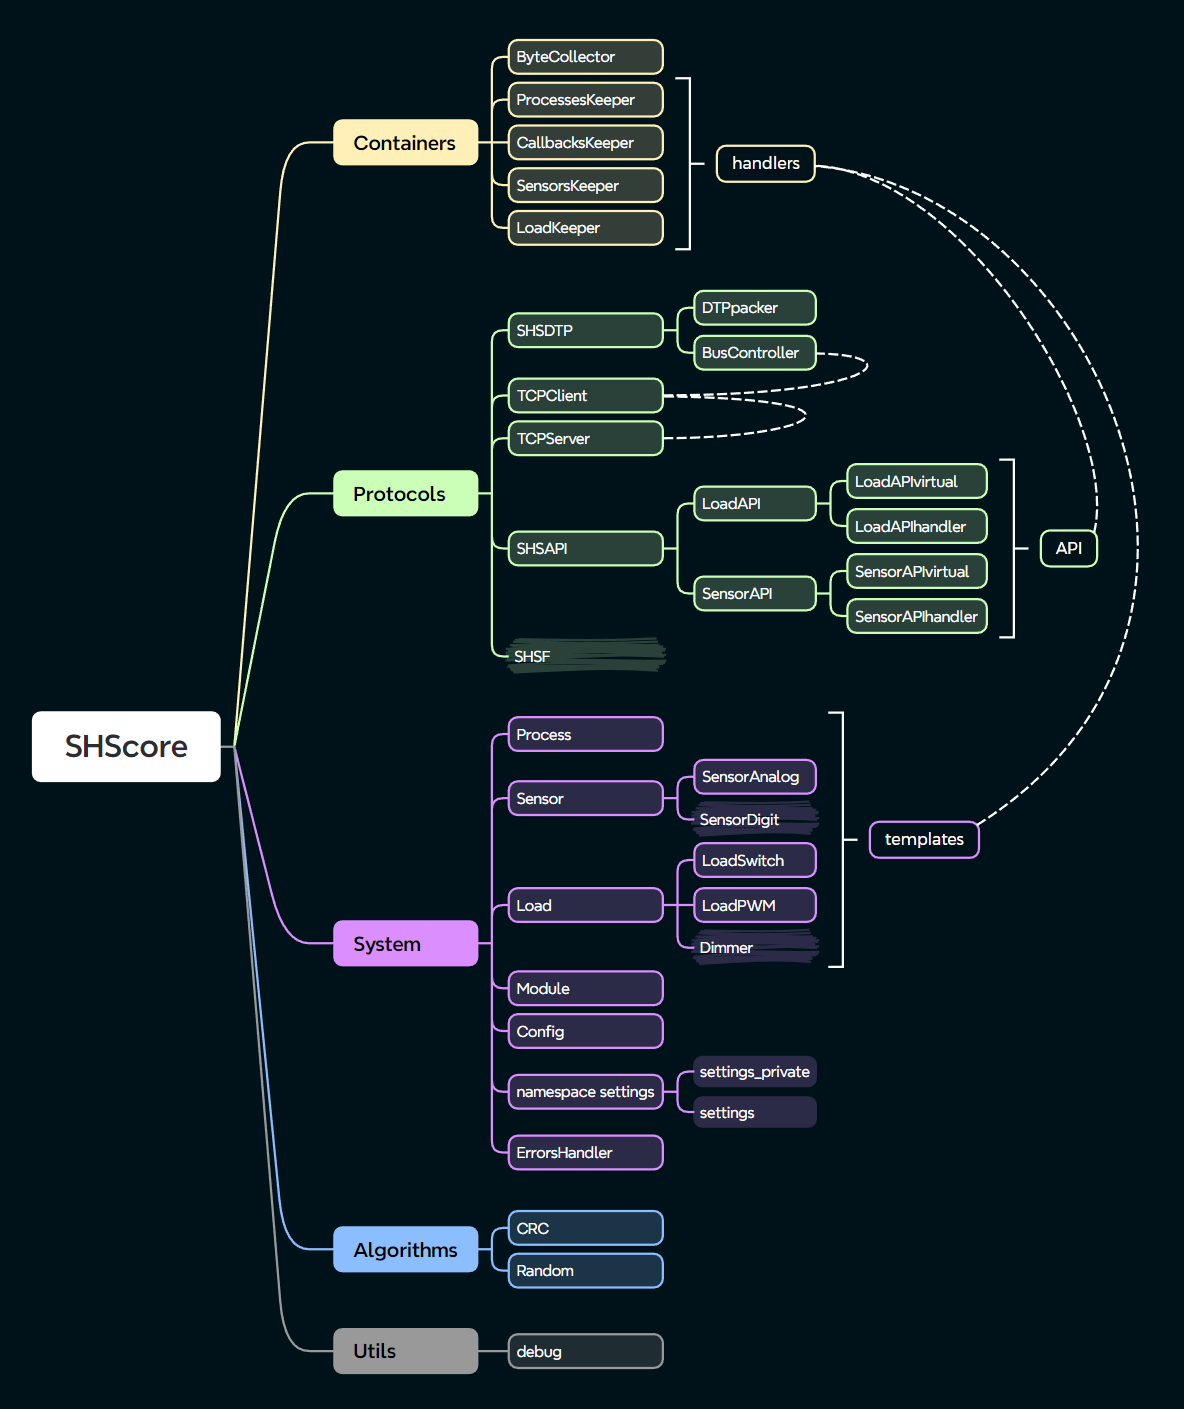 SHScore
Containers
ByteCollector
ProcessesKeeper
CallbacksKeeper
SensorsKeeper
LoadKeeper
handlers
Protocols
SHSDTP
DTPpacker
BusController
TCPClient
TCPServer
SHSAPI
LoadAPI
LoadAPIvirtual
LoadAPIhandler
SensorAPI
SensorAPIvirtual
SensorAPIhandler
API
SHSF
System
Process
Sensor
SensorAnalog
SensorDigit
Load
LoadSwitch
LoadPWM
Dimmer
templates
Module
Config
namespace settings
settings_private
settings
ErrorsHandler
Algorithms
CRC
Random
Utils
debug